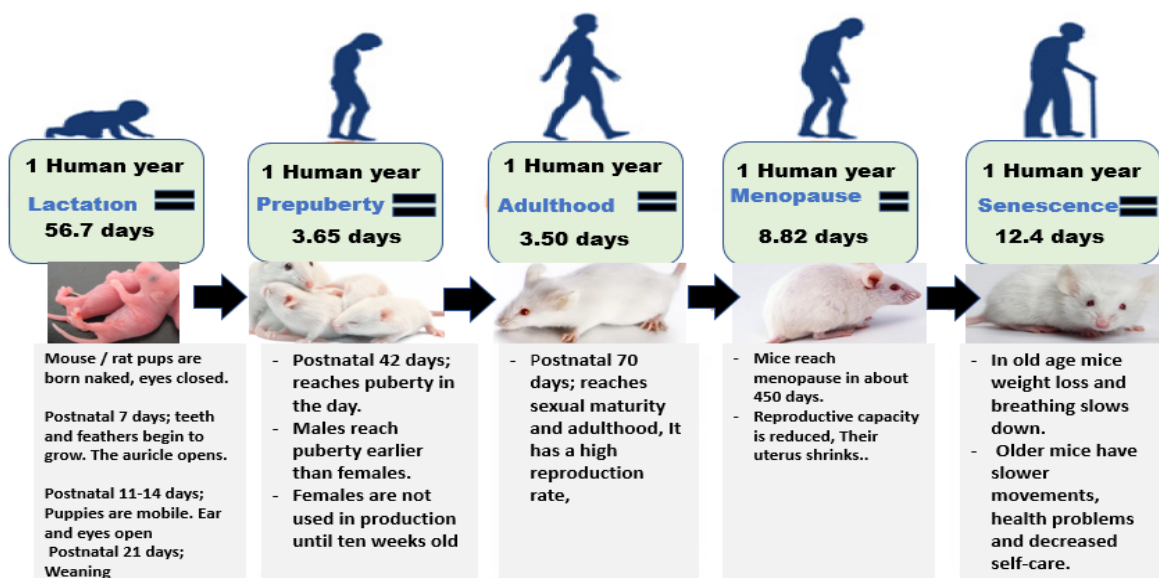 1 Human year
Lactation
56.7 days
1 Human year
Prepuberty
3.65 days
1 Human year
Adulthood
3.50 days
1 Human year
Menopause
8.82 days
1 Human year
Senescence
12.4 days
Mouse / rat pups are
born naked, eyes closed.
Postnatal 7 days; teeth
and feathers begin to
grow. The auricle opens.
Postnatal 11-14 days;
Puppies are mobile. Ear
and eyes open
Postnatal 21 days;
Weaning
- Postnatal 42 days;
reaches puberty in
the day.
- Males reach
puberty earlier
than females.
- Females are not
used in production
until ten weeks old
- Postnatal 70
days; reaches
sexual maturity
and adulthood, It
has a high
reproduction
rate,
- Mice reach
menopause in about
450 days.
- Reproductive capacity
is reduced, Their
uterus shrinks..
- In old age mice
weight loss and
breathing slows
down.
- Older mice have
slower
movements,
health problems
and decreased
self-care.